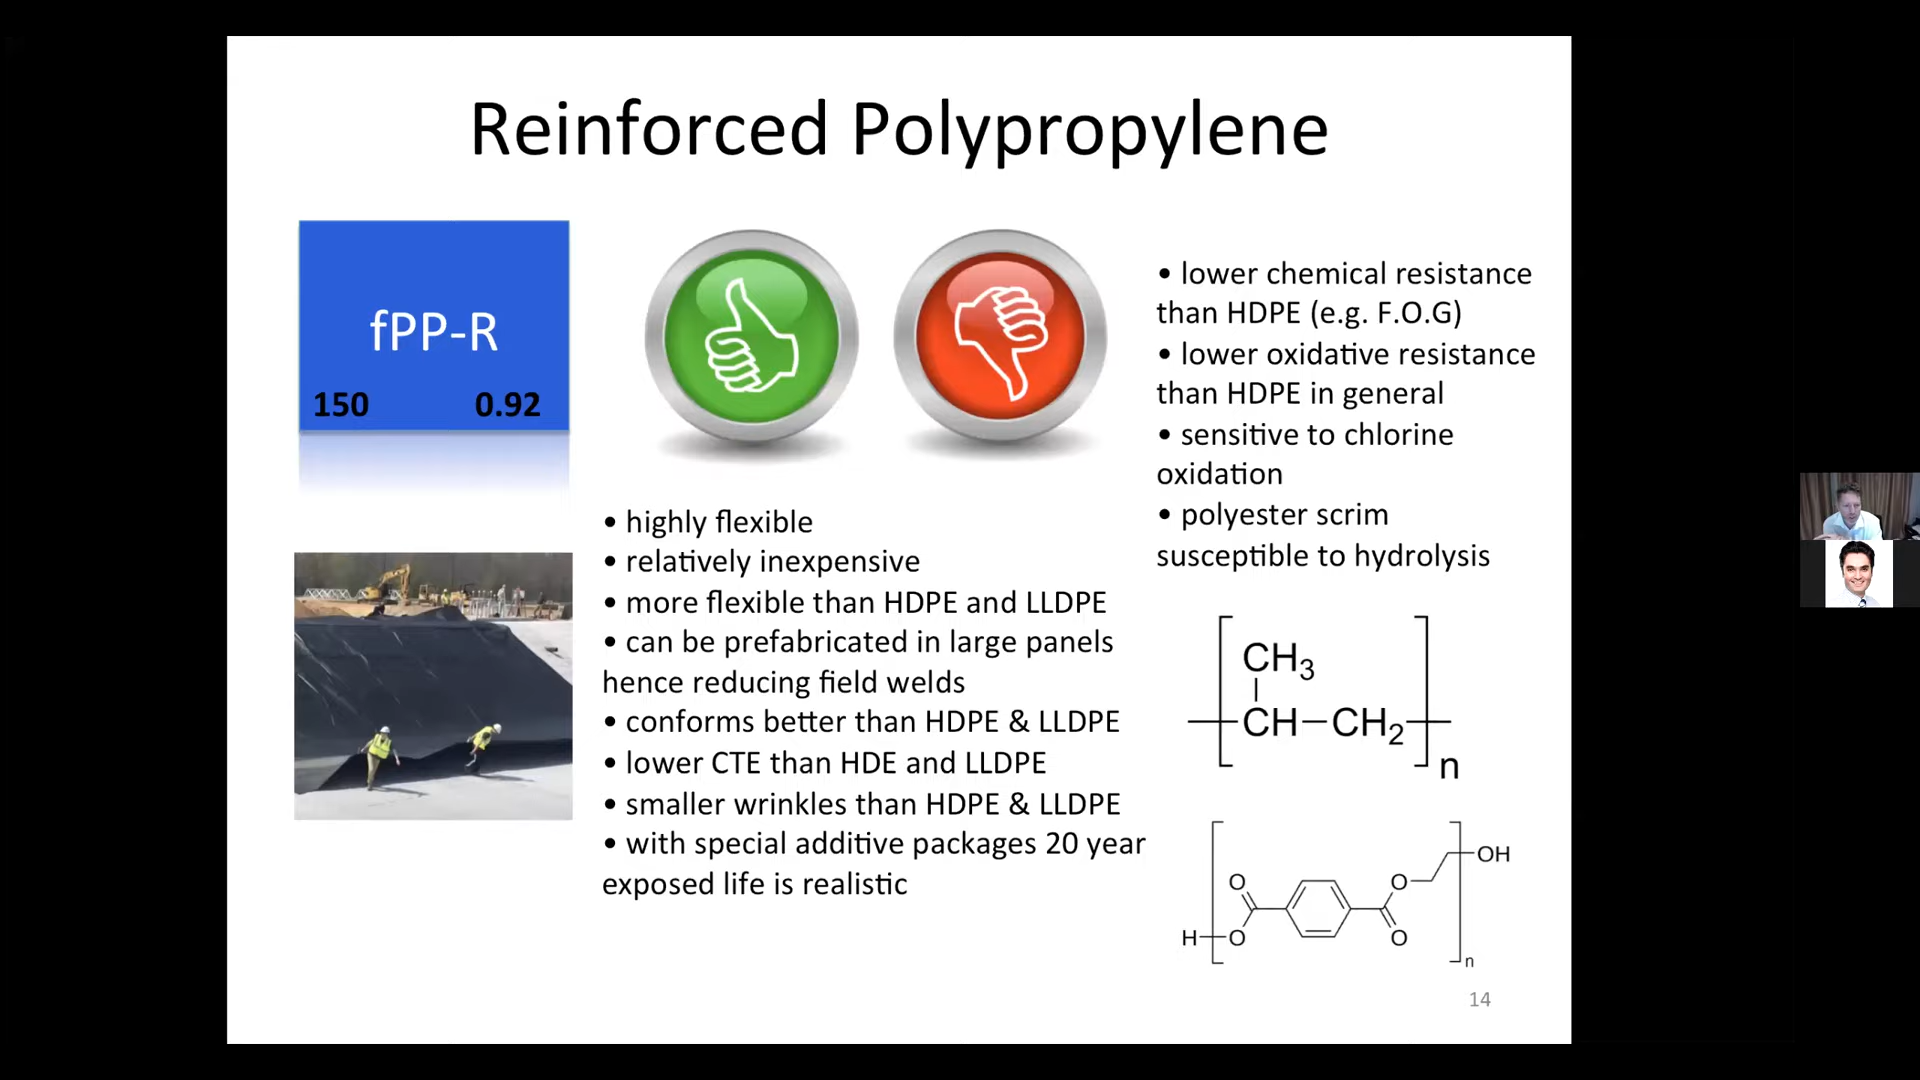 Reinforced Polypropylene
fPP-R
150 0.92
• highly flexible
• relatively inexpensive
• more flexible than HDPE and LLDPE
• can be prefabricated in large panels
hence reducing field welds
• conforms better than HDPE & LLDPE
• lower CTE than HDE and LLDPE
• smaller wrinkles than HDPE & LLDPE
• with special additive packages 20 year
exposed life is realistic
• lower chemical resistance
than HDPE (e.g. F.O.G)
• lower oxidative resistance
than HDPE in general
• sensitive to chlorine
oxidation
• polyester scrim
susceptible to hydrolysis
CH3
CH CH2
n
OH
O O
H O O
n
14